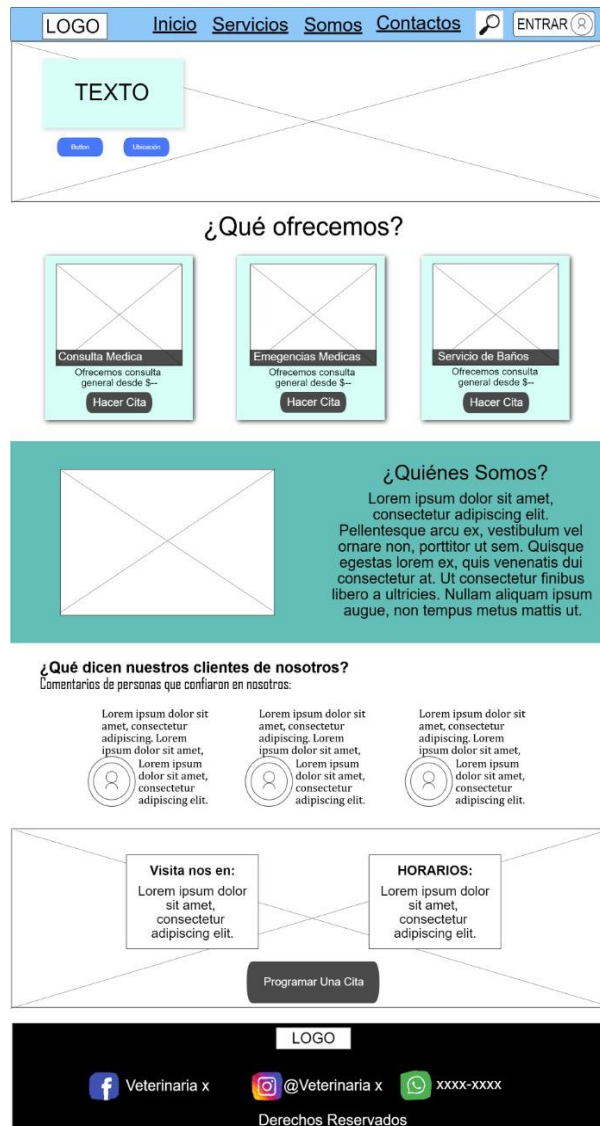 LOGO Inicio Servicios Somos Contactos ENTRAR
TEXTO
Button Ubicación
¿Qué ofrecemos?
Consulta Medica
Ofrecemos consulta
general desde $--
Hacer Cita
Emegencias Medicas
Ofrecemos consulta
general desde $--
Hacer Cita
Servicio de Baños
Ofrecemos consulta
general desde $--
Hacer Cita
¿Quiénes Somos?
Lorem ipsum dolor sit amet,
consectetur adipiscing elit.
Pellentesque arcu ex, vestibulum vel
ornare non, porttitor ut sem. Quisque
egestas lorem ex, quis venenatis dui
consectetur at. Ut consectetur finibus
libero a ultricies. Nullam aliquam ipsum
augue, non tempus metus mattis ut.
¿Qué dicen nuestros clientes de nosotros?
Comentarios de personas que confiaron en nosotros:
Lorem ipsum dolor sit
amet, consectetur
adipiscing. Lorem
ipsum dolor sit amet,
Lorem ipsum
dolor sit amet,
consectetur
adipiscing elit.
Lorem ipsum dolor sit
amet, consectetur
adipiscing. Lorem
ipsum dolor sit amet,
Lorem ipsum
dolor sit amet,
consectetur
adipiscing elit.
Lorem ipsum dolor sit
amet, consectetur
adipiscing. Lorem
ipsum dolor sit amet,
Lorem ipsum
dolor sit amet,
consectetur
adipiscing elit.
Visita nos en:
Lorem ipsum dolor
sit amet,
consectetur
adipiscing elit.
HORARIOS:
Lorem ipsum dolor
sit amet,
consectetur
adipiscing elit.
Programar Una Cita
LOGO
Veterinaria x @Veterinaria x xxxx-xxxx
Derechos Reservados